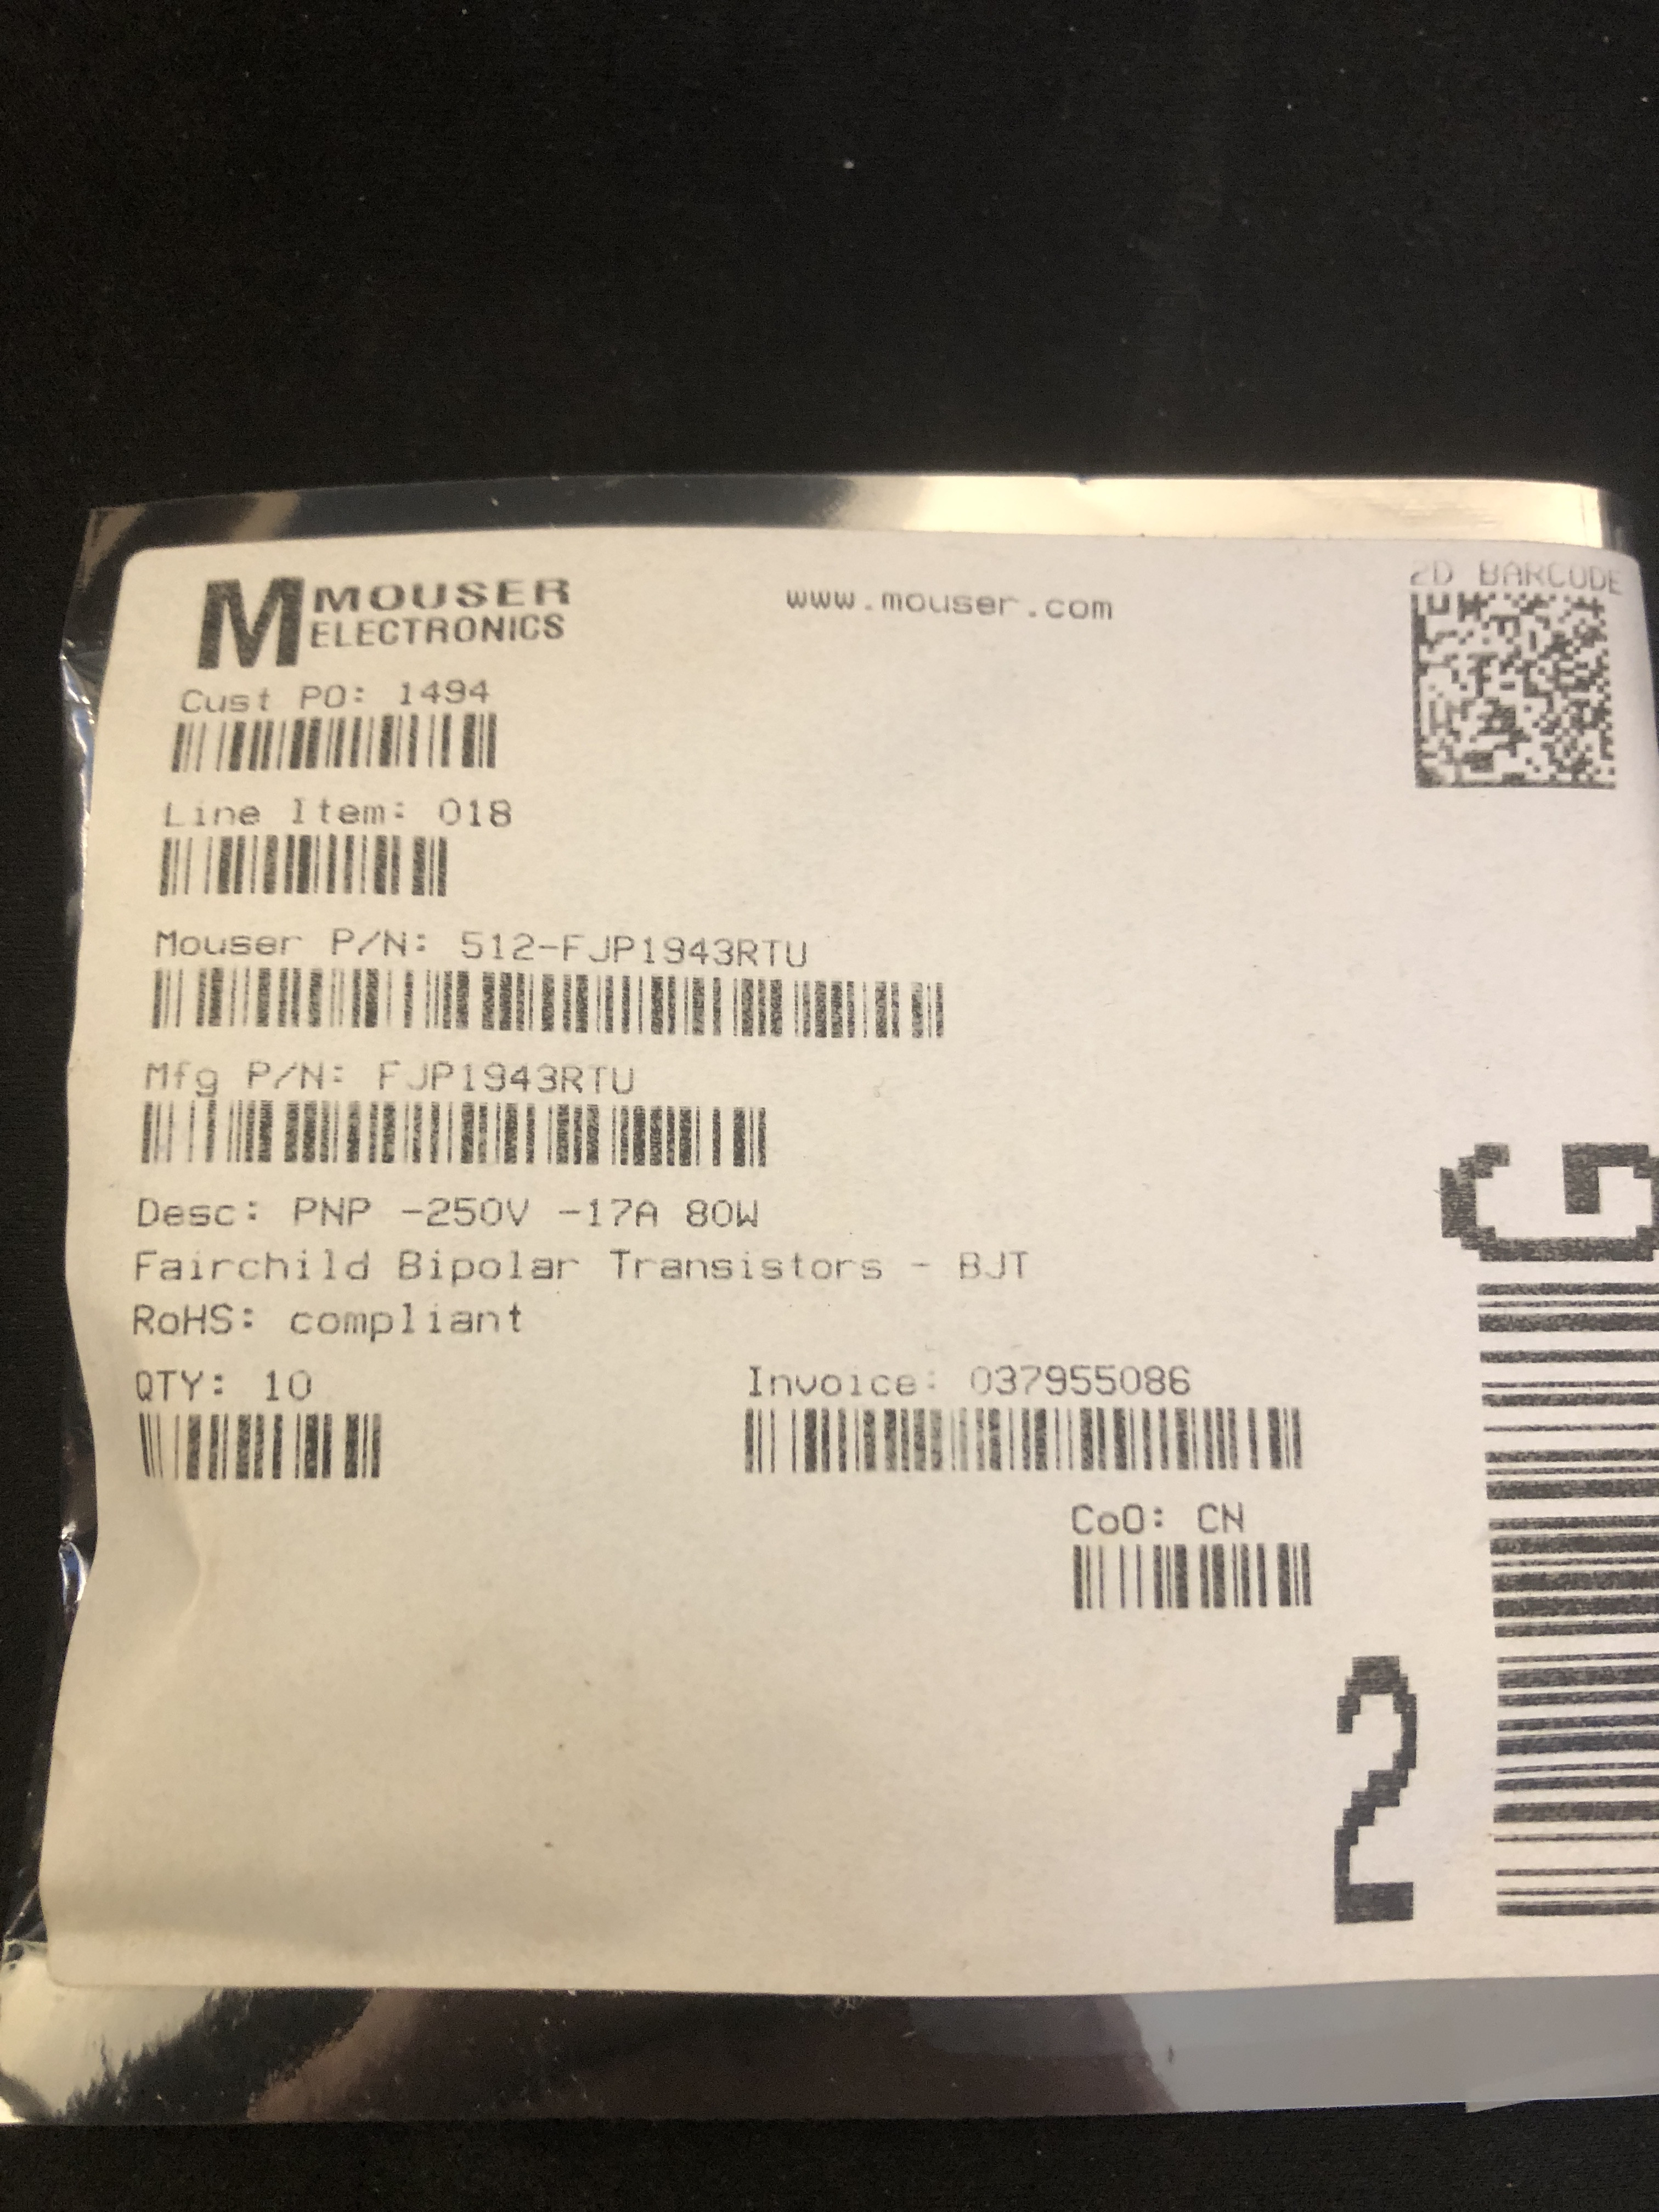 M MOUSER
ELECTRONICS
www.mouser.com
2D BARCODE
Cust PO: 1494
Line Item: 018
Mouser P/N: 512-FJP1943RTU
Mfg P/N: FJP1943RTU
Desc: PNP -250V -17A 80W
Fairchild Bipolar Transistors - BJT
RoHS: compliant
QTY: 10
Invoice: 037955086
CoO: CN
G
2